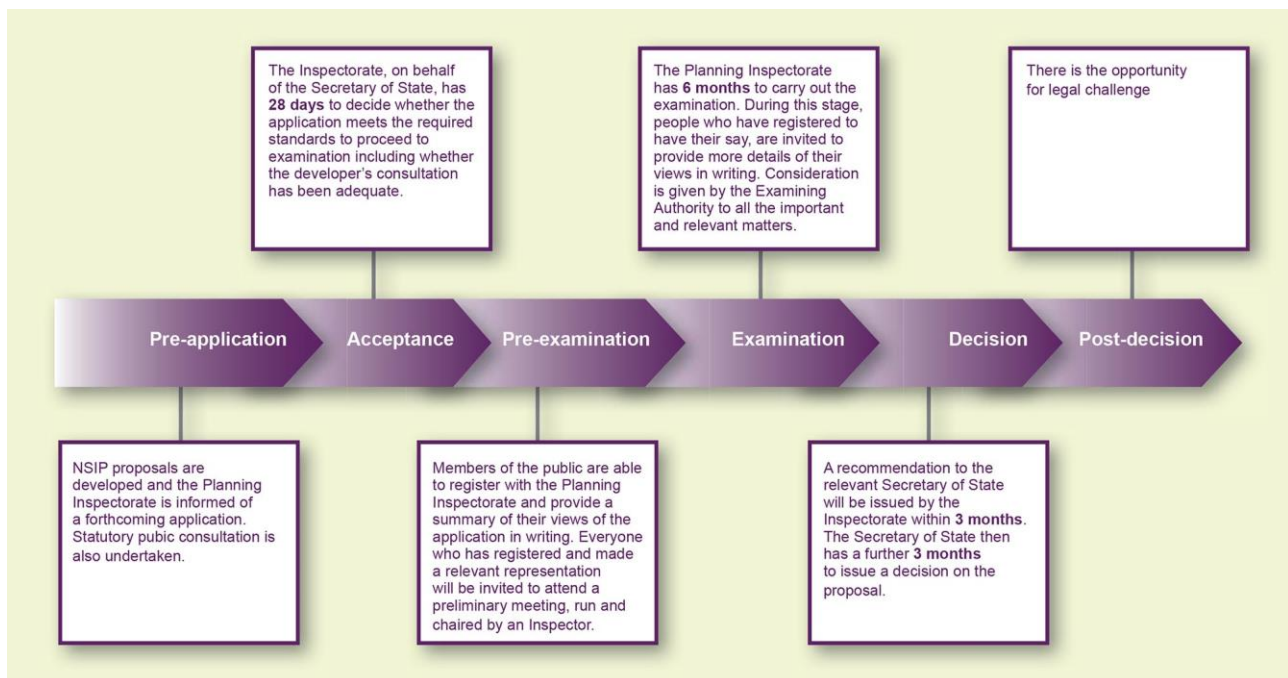 The Inspectorate, on behalf
of the Secretary of State, has
28 days to decide whether the
application meets the required
standards to proceed to
examination including whether
the developer's consultation
has been adequate.
The Planning Inspectorate
has 6 months to carry out the
examination. During this stage,
people who have registered to
have their say, are invited to
provide more details of their
views in writing. Consideration
is given by the Examining
Authority to all the important
and relevant matters.
There is the opportunity
for legal challenge
Pre-application
Acceptance
Pre-examination
Examination
Decision
Post-decision
NSIP proposals are
developed and the Planning
Inspectorate is informed of
a forthcoming application.
Statutory pubic consultation is
also undertaken.
Members of the public are able
to register with the Planning
Inspectorate and provide a
summary of their views of the
application in writing. Everyone
who has registered and made
a relevant representation
will be invited to attend a
preliminary meeting, run and
chaired by an Inspector.
A recommendation to the
relevant Secretary of State
will be issued by the
Inspectorate within 3 months.
The Secretary of State then
has a further 3 months
to issue a decision on the
proposal.